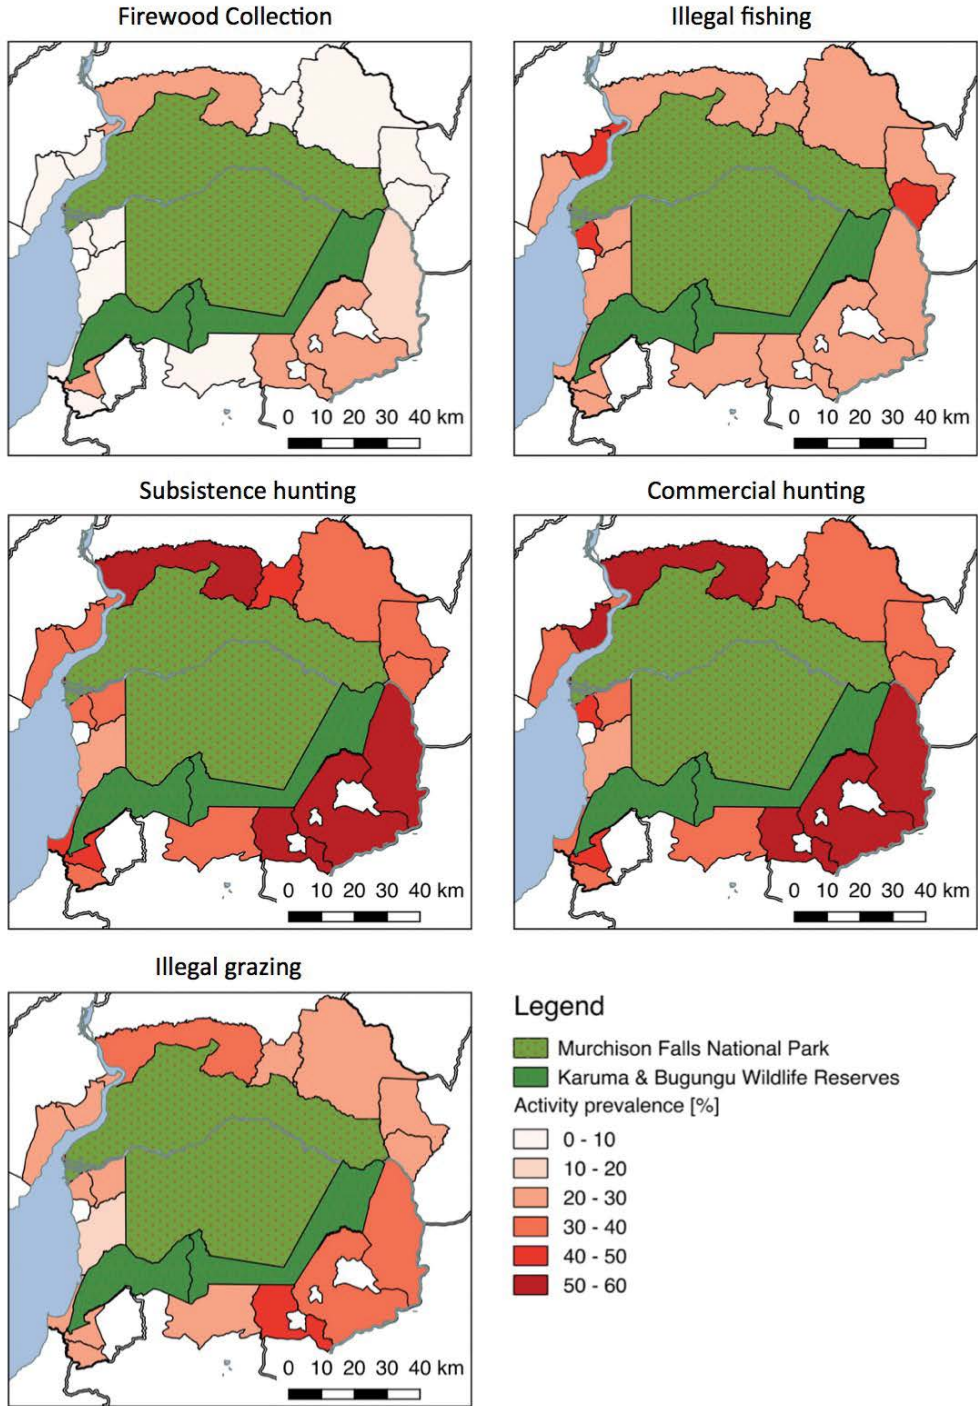 Firewood Collection
Illegal fishing
0 10 20 30 40 km
0 10 20 30 40 km
Subsistence hunting
Commercial hunting
0 10 20 30 40 km
0 10 20 30 40 km
Illegal grazing
0 10 20 30 40 km
Legend
Murchison Falls National Park
Karuma & Bugungu Wildlife Reserves
Activity prevalence [%]
0 - 10
10 - 20
20 - 30
30 - 40
40 - 50
50 - 60